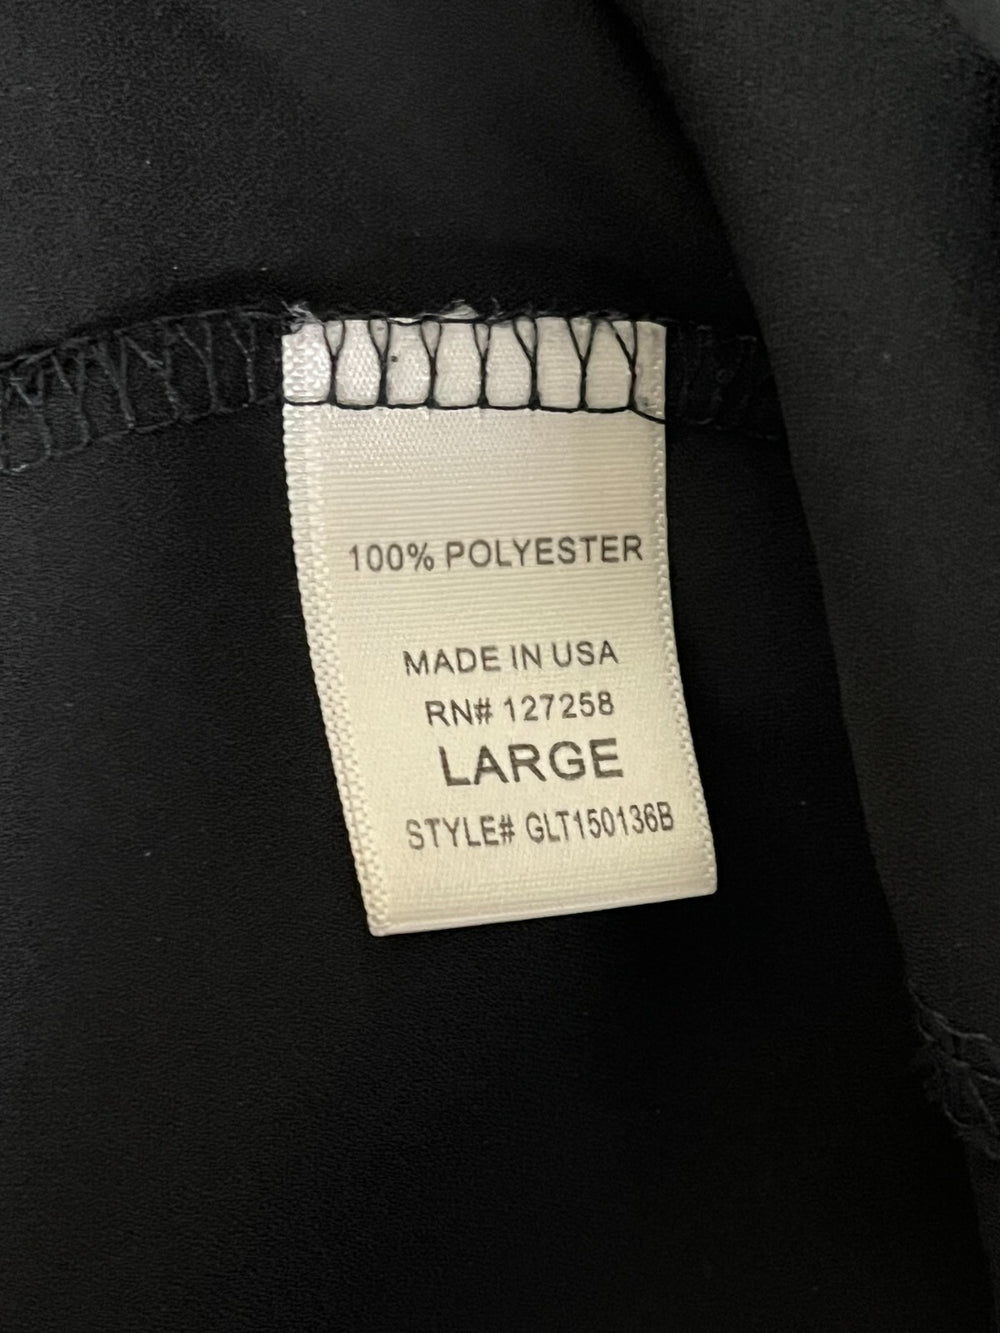 100% POLYESTER
MADE IN USA
RN# 127258
LARGE
STYLE# GLT150136B